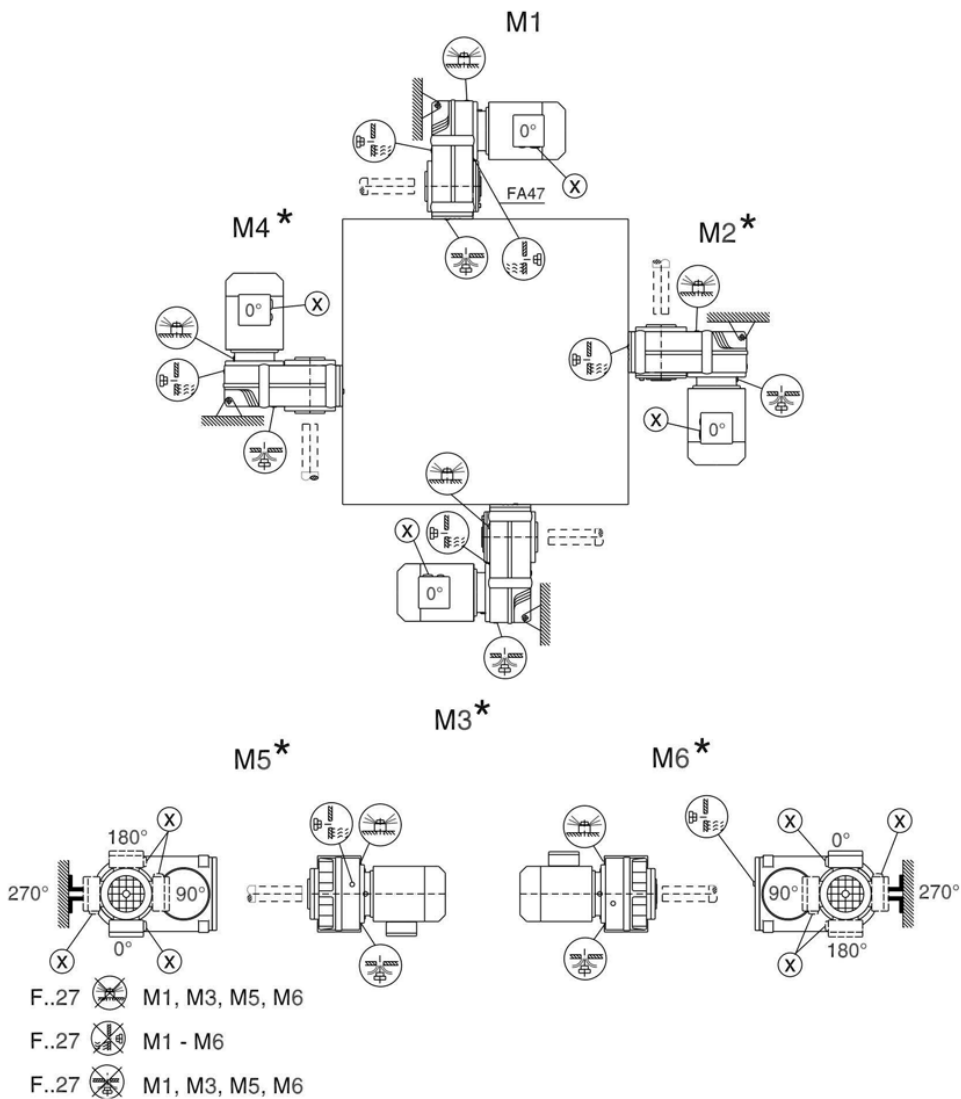 M1
0°
X
FA47
M4*
M2*
0°
X
X
0°
X
0°
M3*
M5*
M6*
X
180°
270°
90°
0°
X
X
X
0°
X
90°
270°
X
180°
F..27 M1, M3, M5, M6
F..27 M1 - M6
F..27 M1, M3, M5, M6